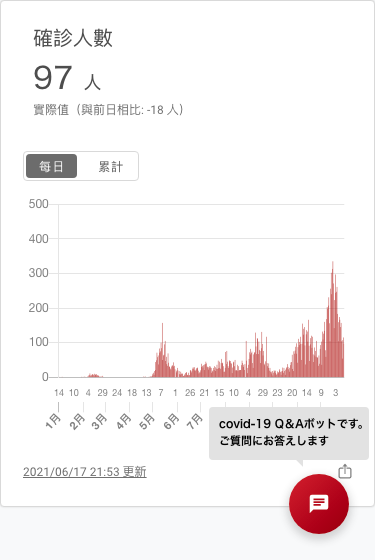 確診人數
97 人
實際值（與前日相比: -18 人）
每日 累計
500
400
300
200
100
0
14 10 4 29 24 18 13 7 1 26 21 15 10 4 29 23 20 14 9 3
1月 2月 3月 4月 5月 6月 7月
covid-19 Q&Aボットです。
ご質問にお答えします
2021/06/17 21:53 更新